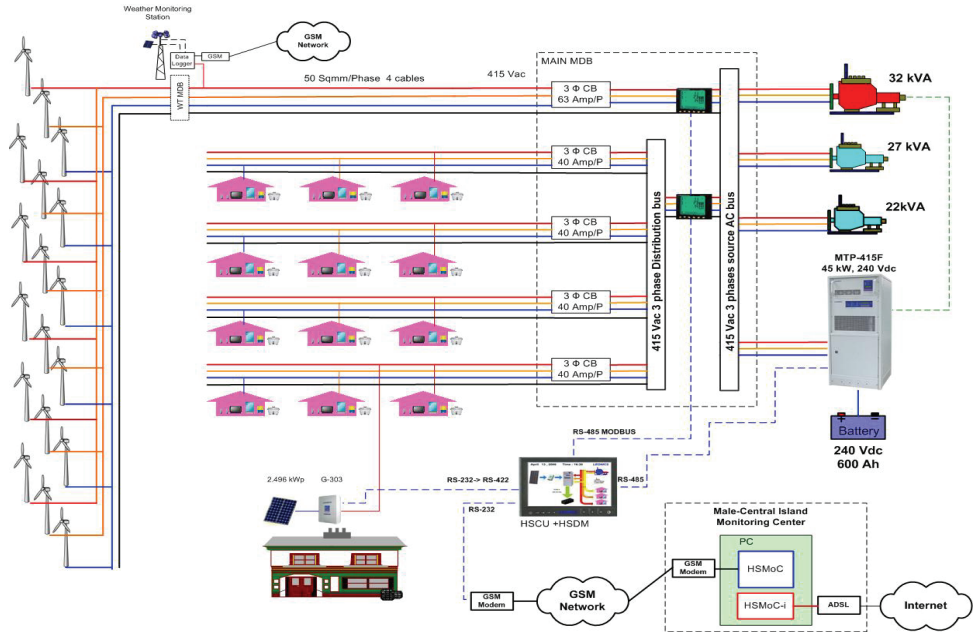 Weather Monitoring
Station
GSM
Network
Data
Logger
GSM
WT MDB
50 Sqmm/Phase 4 cables
415 Vac
MAIN MDB
3 Φ CB
63 Amp/P
3 Φ CB
40 Amp/P
3 Φ CB
40 Amp/P
3 Φ CB
40 Amp/P
3 Φ CB
40 Amp/P
415 Vac 3 phase Distribution bus
415 Vac 3 phases source AC bus
32 kVA
27 kVA
22kVA
MTP-415F
45 kW, 240 Vdc
Battery
240 Vdc
600 Ah
RS-485 MODBUS
RS-232-> RS-422
RS-485
RS-232
2.496 kWp
G-303
HSCU +HSDM
GSM
Modem
GSM
Network
Male-Central Island
Monitoring Center
PC
GSM
Modem
HSMoC
HSMoC-i
ADSL
Internet